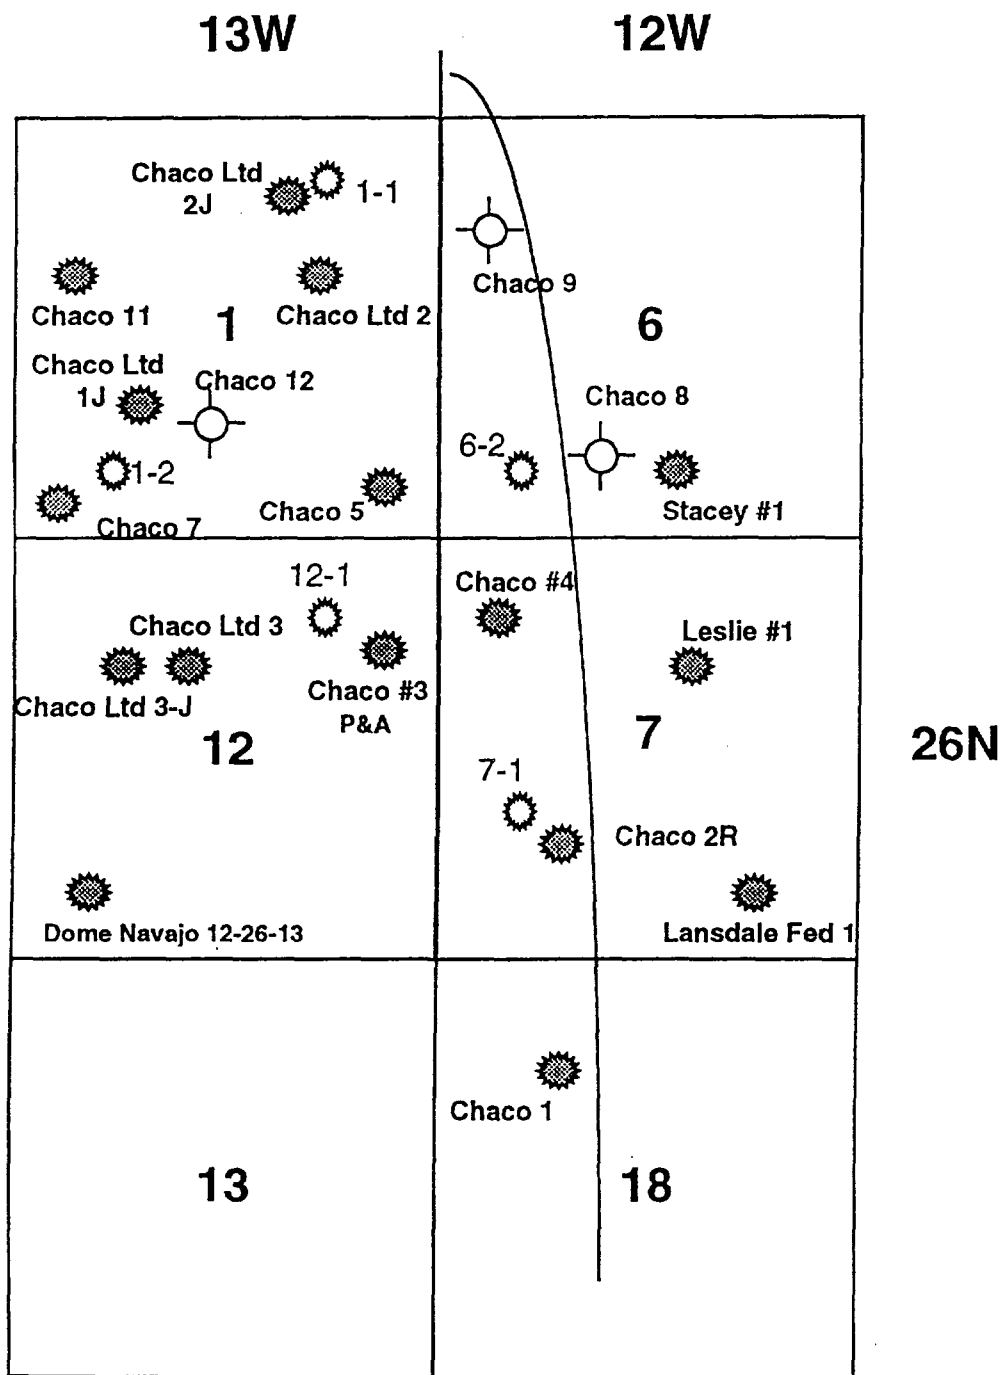 13W
12W
Chaco Ltd
2J
1-1
Chaco 9
Chaco 11
Chaco Ltd 2
1
6
Chaco Ltd
1J
Chaco 12
Chaco 8
6-2
1-2
Chaco 7
Chaco 5
Stacey #1
12-1
Chaco #4
Chaco Ltd 3
Leslie #1
Chaco Ltd 3-J
Chaco #3
P&A
12
7
26N
7-1
Chaco 2R
Dome Navajo 12-26-13
Lansdale Fed 1
Chaco 1
13
18